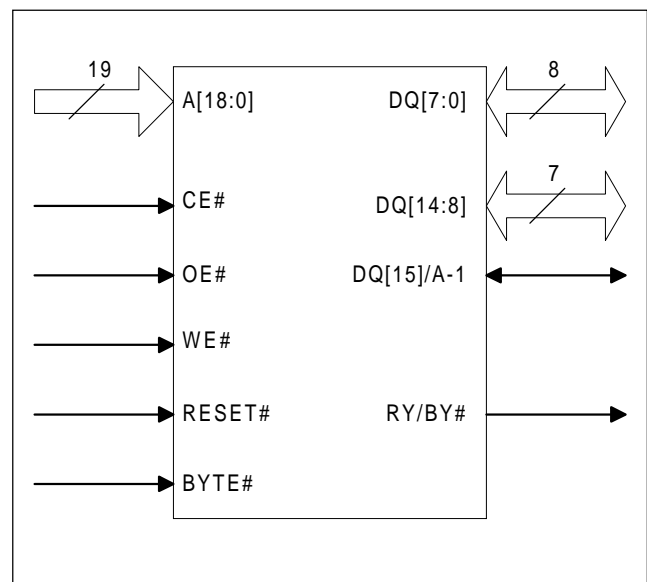 19
8
A[18:0]
DQ[7:0]
7
CE#
DQ[14:8]
OE#
DQ[15]/A-1
WE#
RESET#
RY/BY#
BYTE#